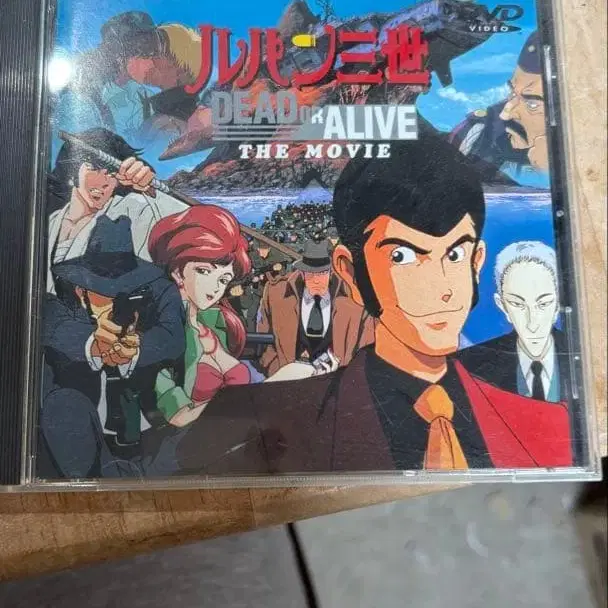 DVD
VIDEO
ルパン三世
DEAD OR ALIVE
THE MOVIE